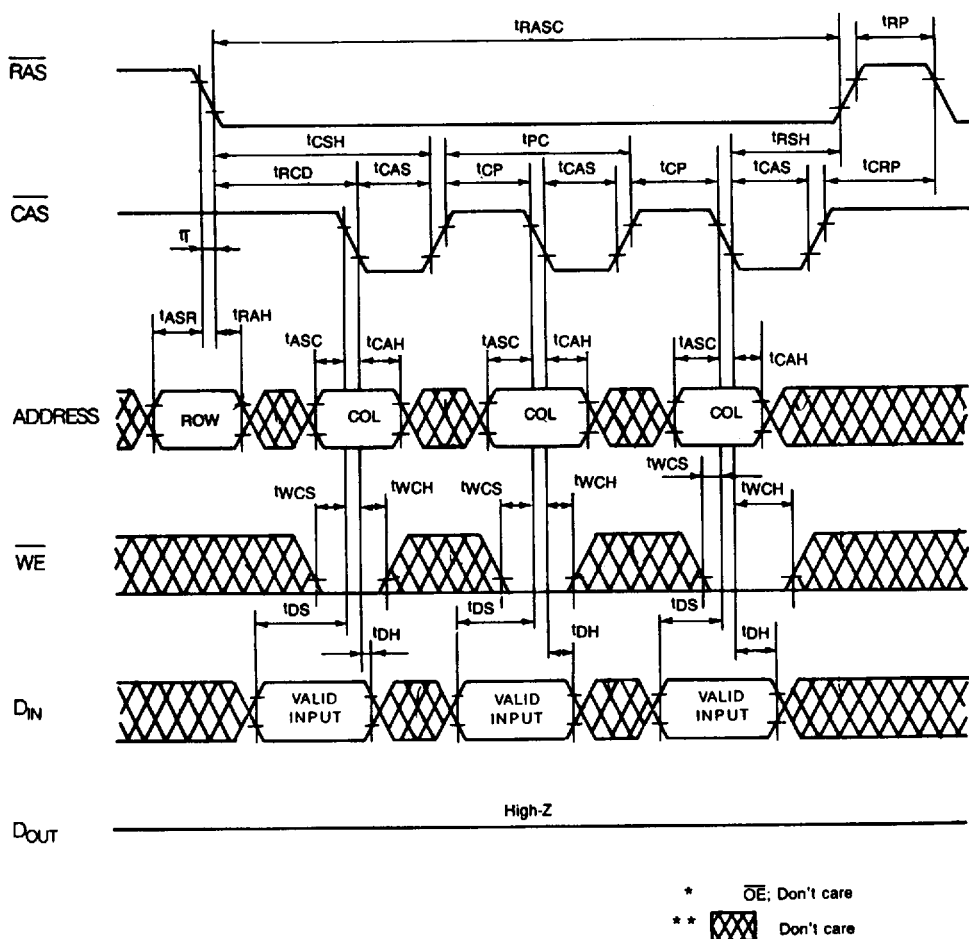 tRASC
tRP
RAS
tCSH
tPC
tRSH
tRCD
tCAS
tCP
tCAS
tCP
tCAS
tCRP
CAS
π
tASR
tRAH
tASC
tCAH
tASC
tCAH
tASC
tCAH
ADDRESS
ROW
COL
CQL
COL
tWCS
tWCH
tWCS
tWCH
tWCS
tWCH
WE
tDS
tDH
tDS
tDH
tDS
tDH
DIN
VALID
INPUT
VALID
INPUT
VALID
INPUT
High-Z
DOUT
* OE; Don't care
** Don't care